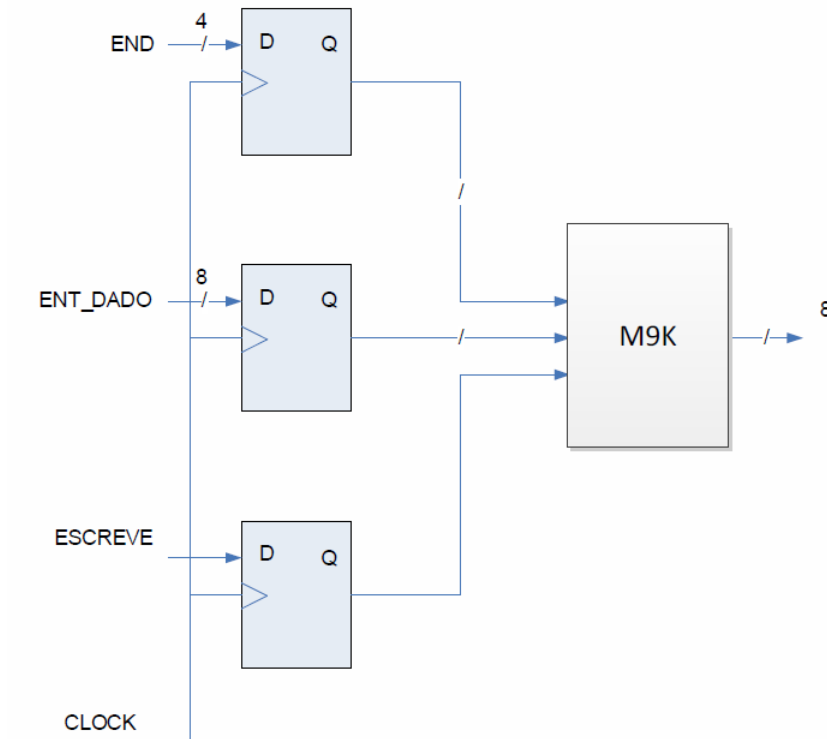 4
END
D Q
/
/
8
ENT_DADO
D Q
/
/
M9K
/
8
ESCREVE
D Q
CLOCK